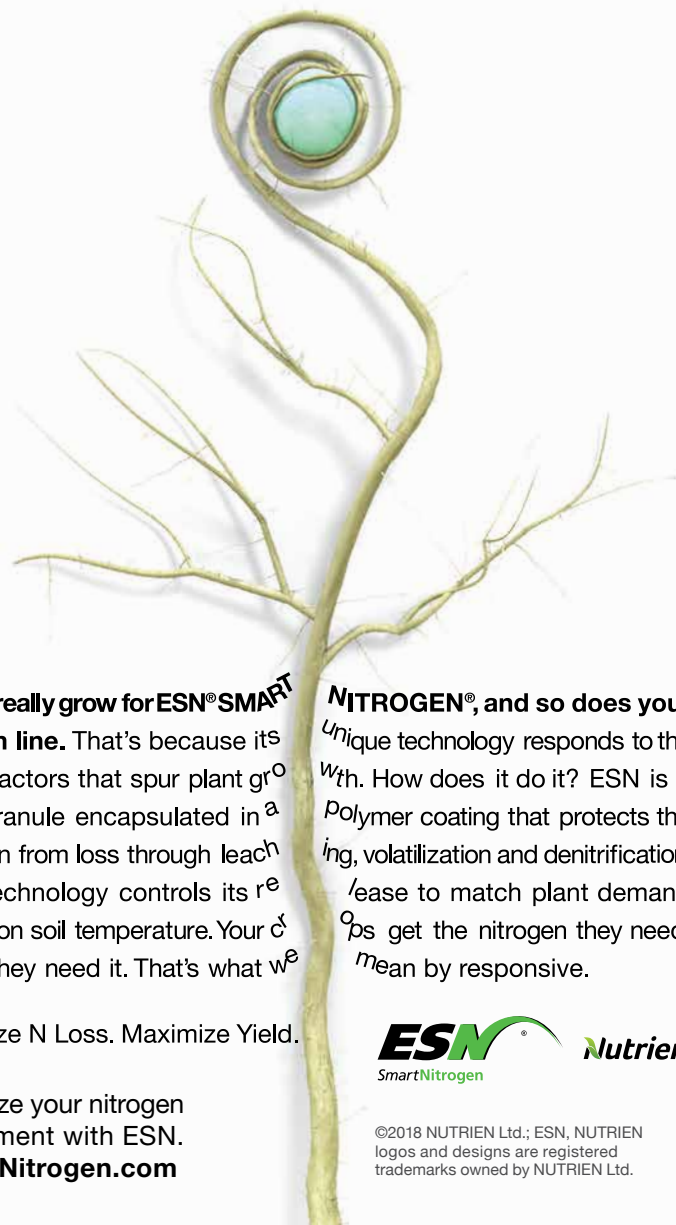 really grow for ESN® SMART NITROGEN®, and so does you
n line. That's because its unique technology responds to th
actors that spur plant growth. How does it do it? ESN is
ranule encapsulated in a polymer coating that protects th
n from loss through leaching, volatilization and denitrification
echnology controls its release to match plant deman
on soil temperature. Your crops get the nitrogen they need
hey need it. That's what we mean by responsive.
ze N Loss. Maximize Yield.
ESN®
SmartNitrogen
Nutrien
ze your nitrogen
ment with ESN.
Nitrogen.com
©2018 NUTRIEN Ltd.; ESN, NUTRIEN
logos and designs are registered
trademarks owned by NUTRIEN Ltd.